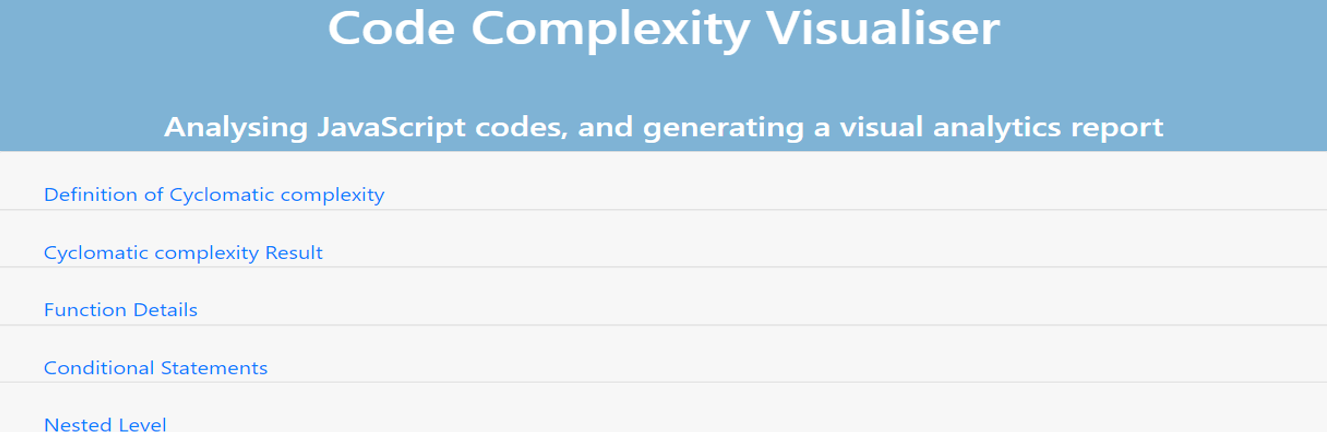 Code Complexity Visualiser
Analysing JavaScript codes, and generating a visual analytics report
Definition of Cyclomatic complexity
Cyclomatic complexity Result
Function Details
Conditional Statements
Nested Level